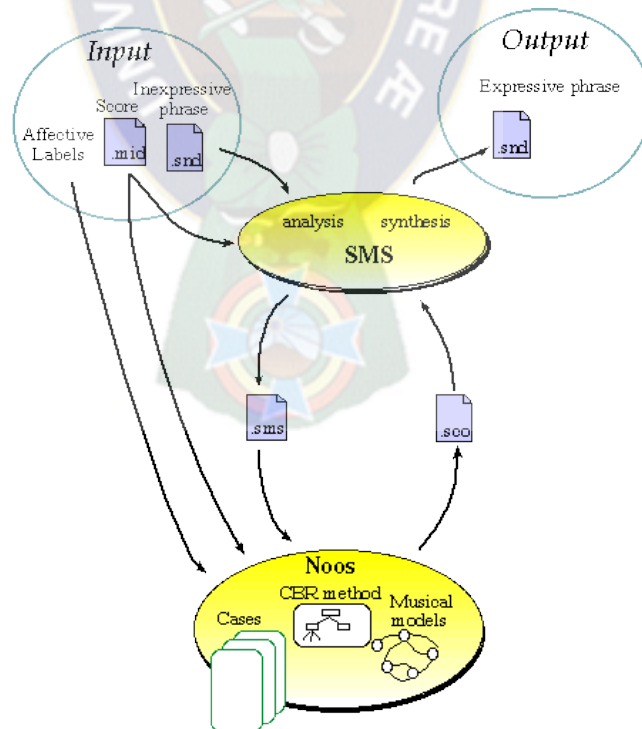 Input
Output
Score
Inexpressive
phrase
Affective
Labels
.mid
.snd
Expressive phrase
.snd
analysis synthesis
SMS
.sms
.sco
Noos
CBR method
Cases
Musical
models